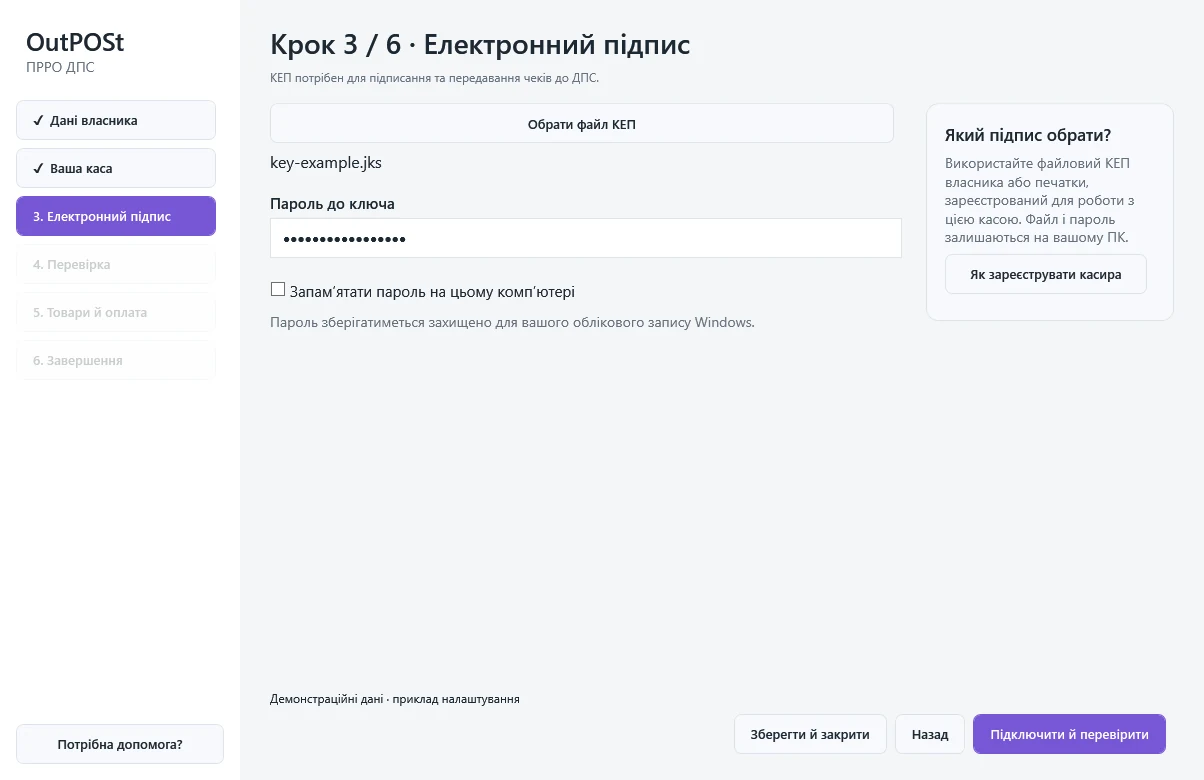 OutPOSt
ПРРО ДПС
✓ Дані власника
✓ Ваша каса
3. Електронний підпис
4. Перевірка
5. Товари й оплата
6. Завершення
Потрібна допомога?
Крок 3 / 6 · Електронний підпис
КЕП потрібен для підписання та передавання чеків до ДПС.
Обрати файл КЕП
key-example.jks
Пароль до ключа
•••••••••••••••••
Запам’ятати пароль на цьому комп’ютері
Пароль зберігатиметься захищено для вашого облікового запису Windows.
Який підпис обрати?
Використайте файловий КЕП
власника або печатки,
зареєстрований для роботи з
цією касою. Файл і пароль
залишаються на вашому ПК.
Як зареєструвати касира
Демонстраційні дані · приклад налаштування
Зберегти й закрити
Назад
Підключити й перевірити